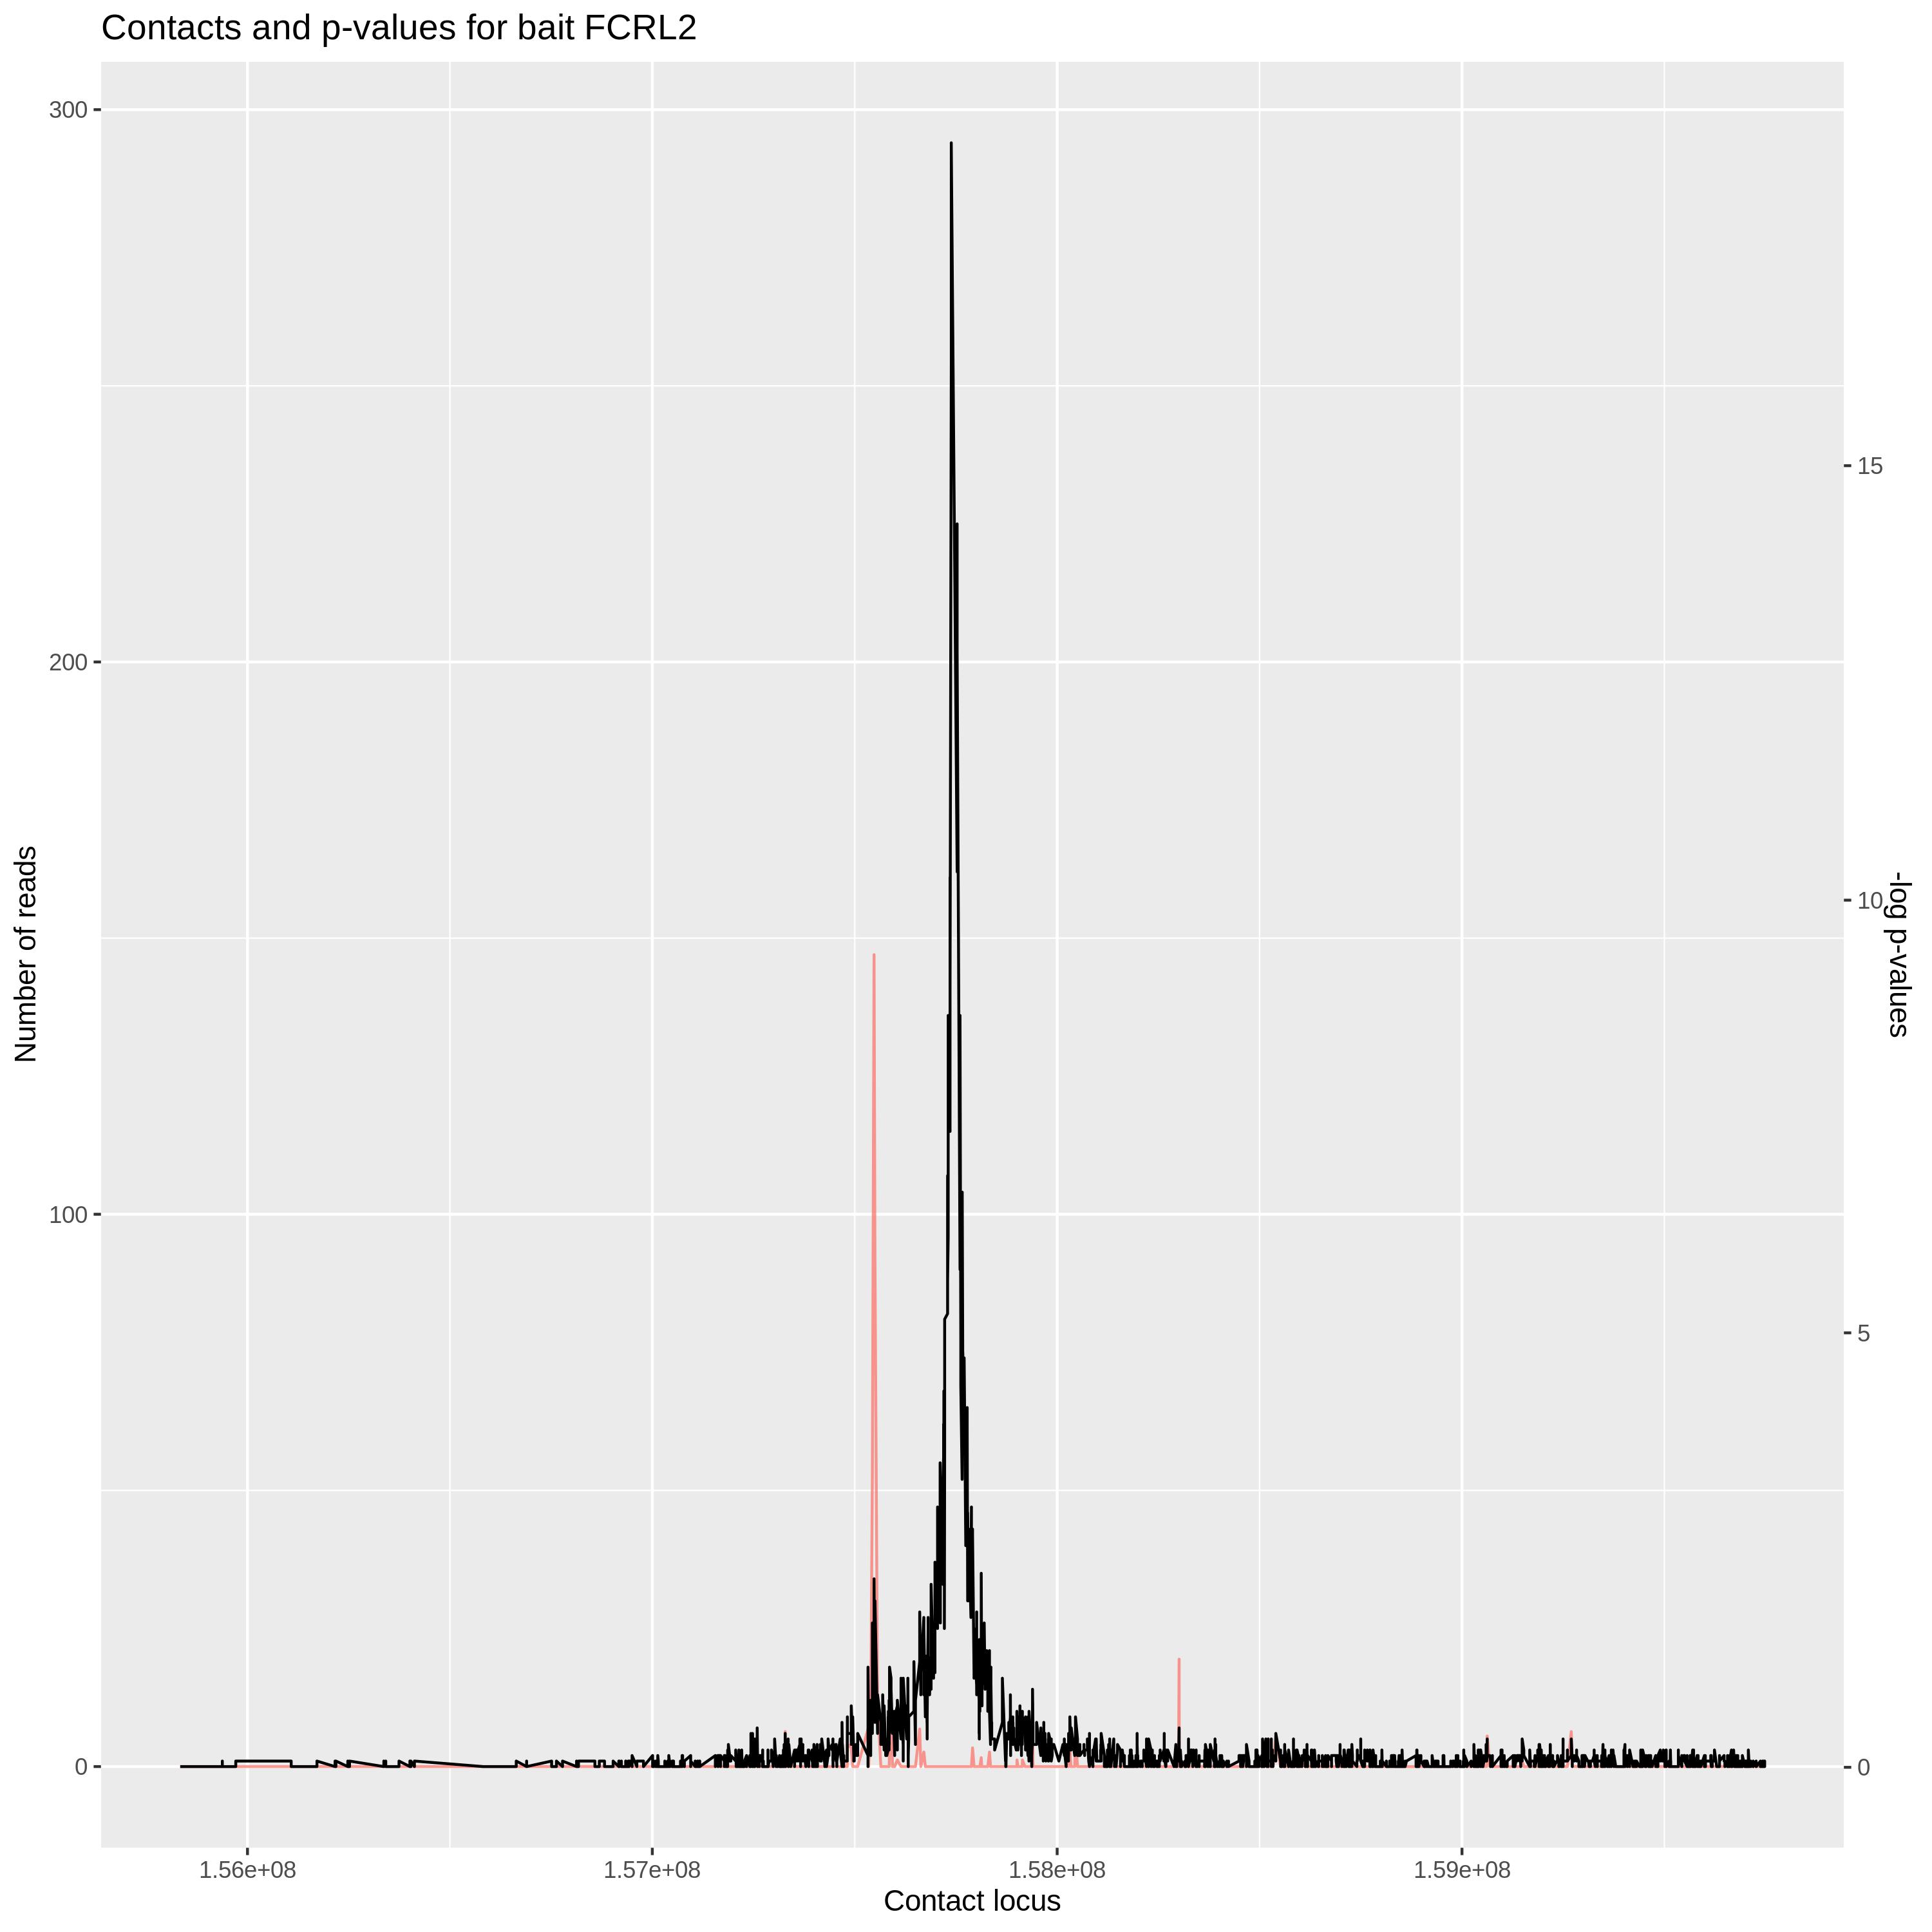 Contacts and p-values for bait FCRL2
300
200
100
0
Number of reads
15
10
5
0
-log p-values
1.56e+08
1.57e+08
1.58e+08
1.59e+08
Contact locus